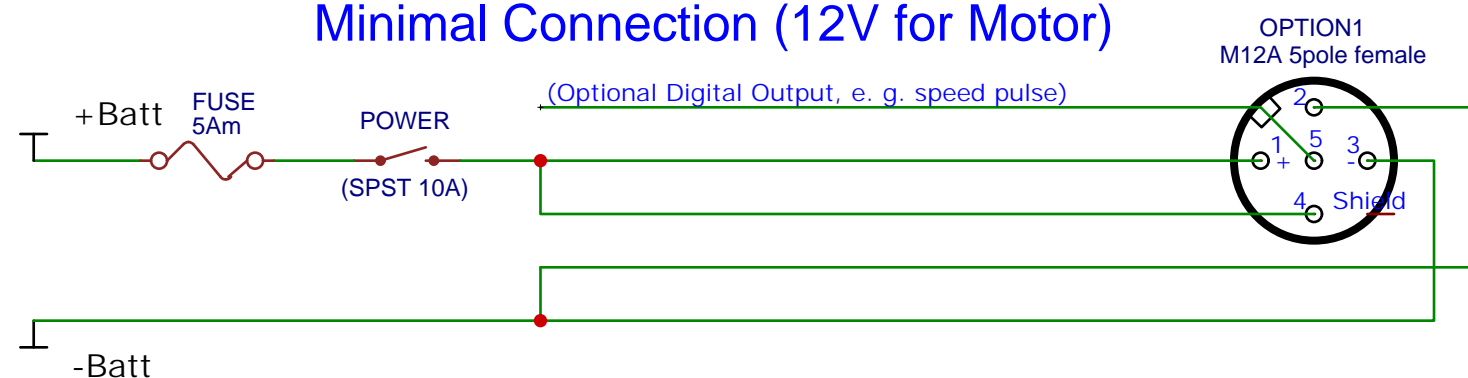 Minimal Connection (12V for Motor)
OPTION1
M12A 5pole female
(Optional Digital Output, e. g. speed pulse)
+Batt
FUSE
5Am
POWER
(SPST 10A)
2
1
5
3
+
-
4
Shield
-Batt